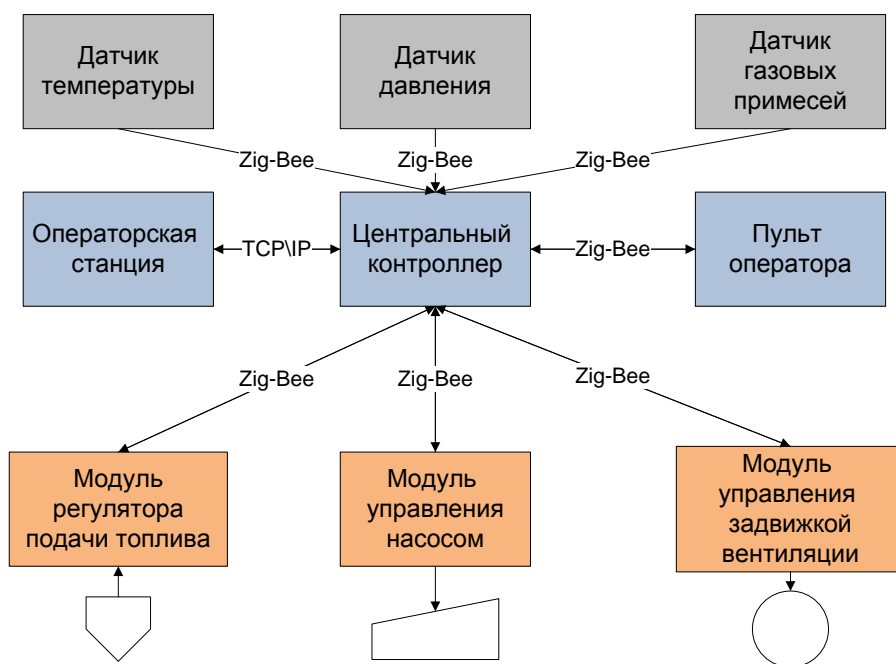 Датчик
температуры
Датчик
давления
Датчик
газовых
примесей
Zig-Bee
Zig-Bee
Zig-Bee
Операторская
станция
TCP\IP
Центральный
контроллер
Zig-Bee
Пульт
оператора
Zig-Bee
Zig-Bee
Zig-Bee
Модуль
регулятора
подачи топлива
Модуль
управления
насосом
Модуль
управления
задвижкой
вентиляции